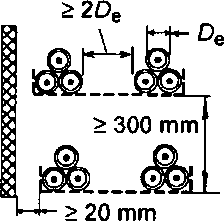 ≥ 2Dₑ
Dₑ
≥ 300 mm
≥ 20 mm